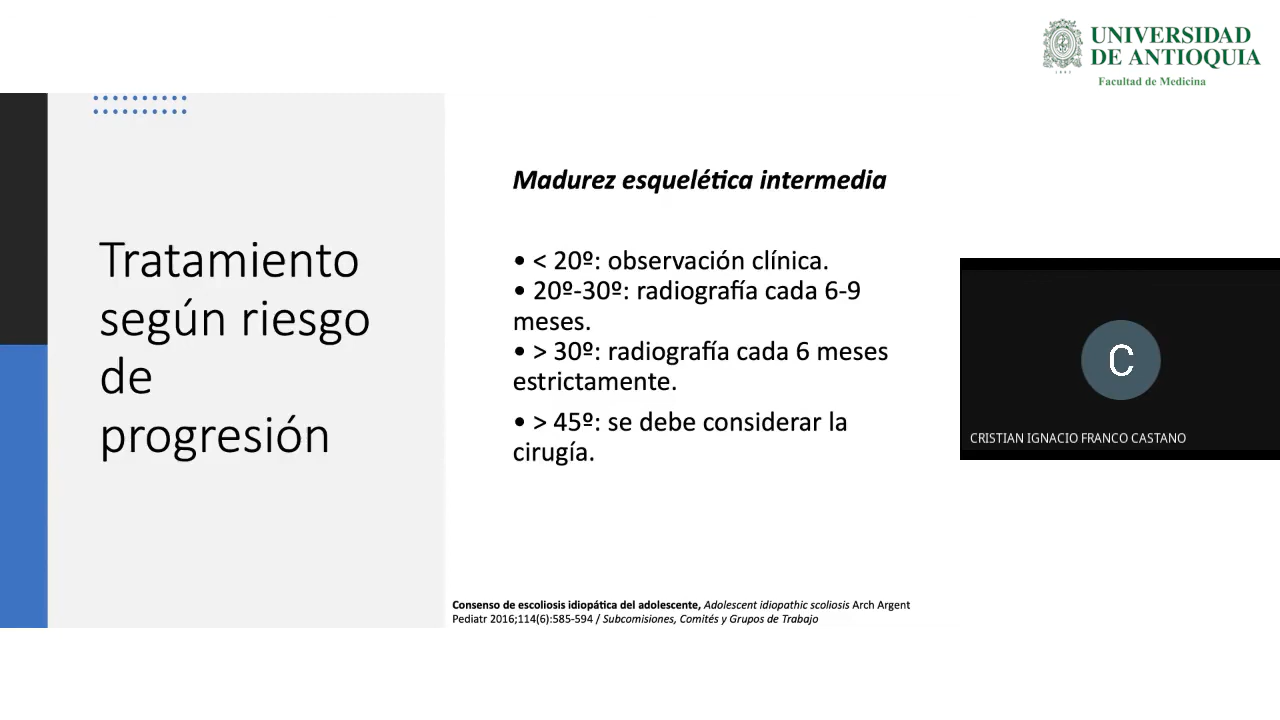 UNIVERSIDAD
DE ANTIOQUIA
1803
Facultad de Medicina
Tratamiento
según riesgo
de
progresión
Madurez esquelética intermedia
• < 20º: observación clínica.
• 20º-30º: radiografía cada 6-9
meses.
• > 30º: radiografía cada 6 meses
estrictamente.
• > 45º: se debe considerar la
cirugía.
C
CRISTIAN IGNACIO FRANCO CASTANO
Consenso de escoliosis idiopática del adolescente, Adolescent idiopathic scoliosis Arch Argent
Pediatr 2016;114(6):585-594 / Subcomisiones, Comités y Grupos de Trabajo